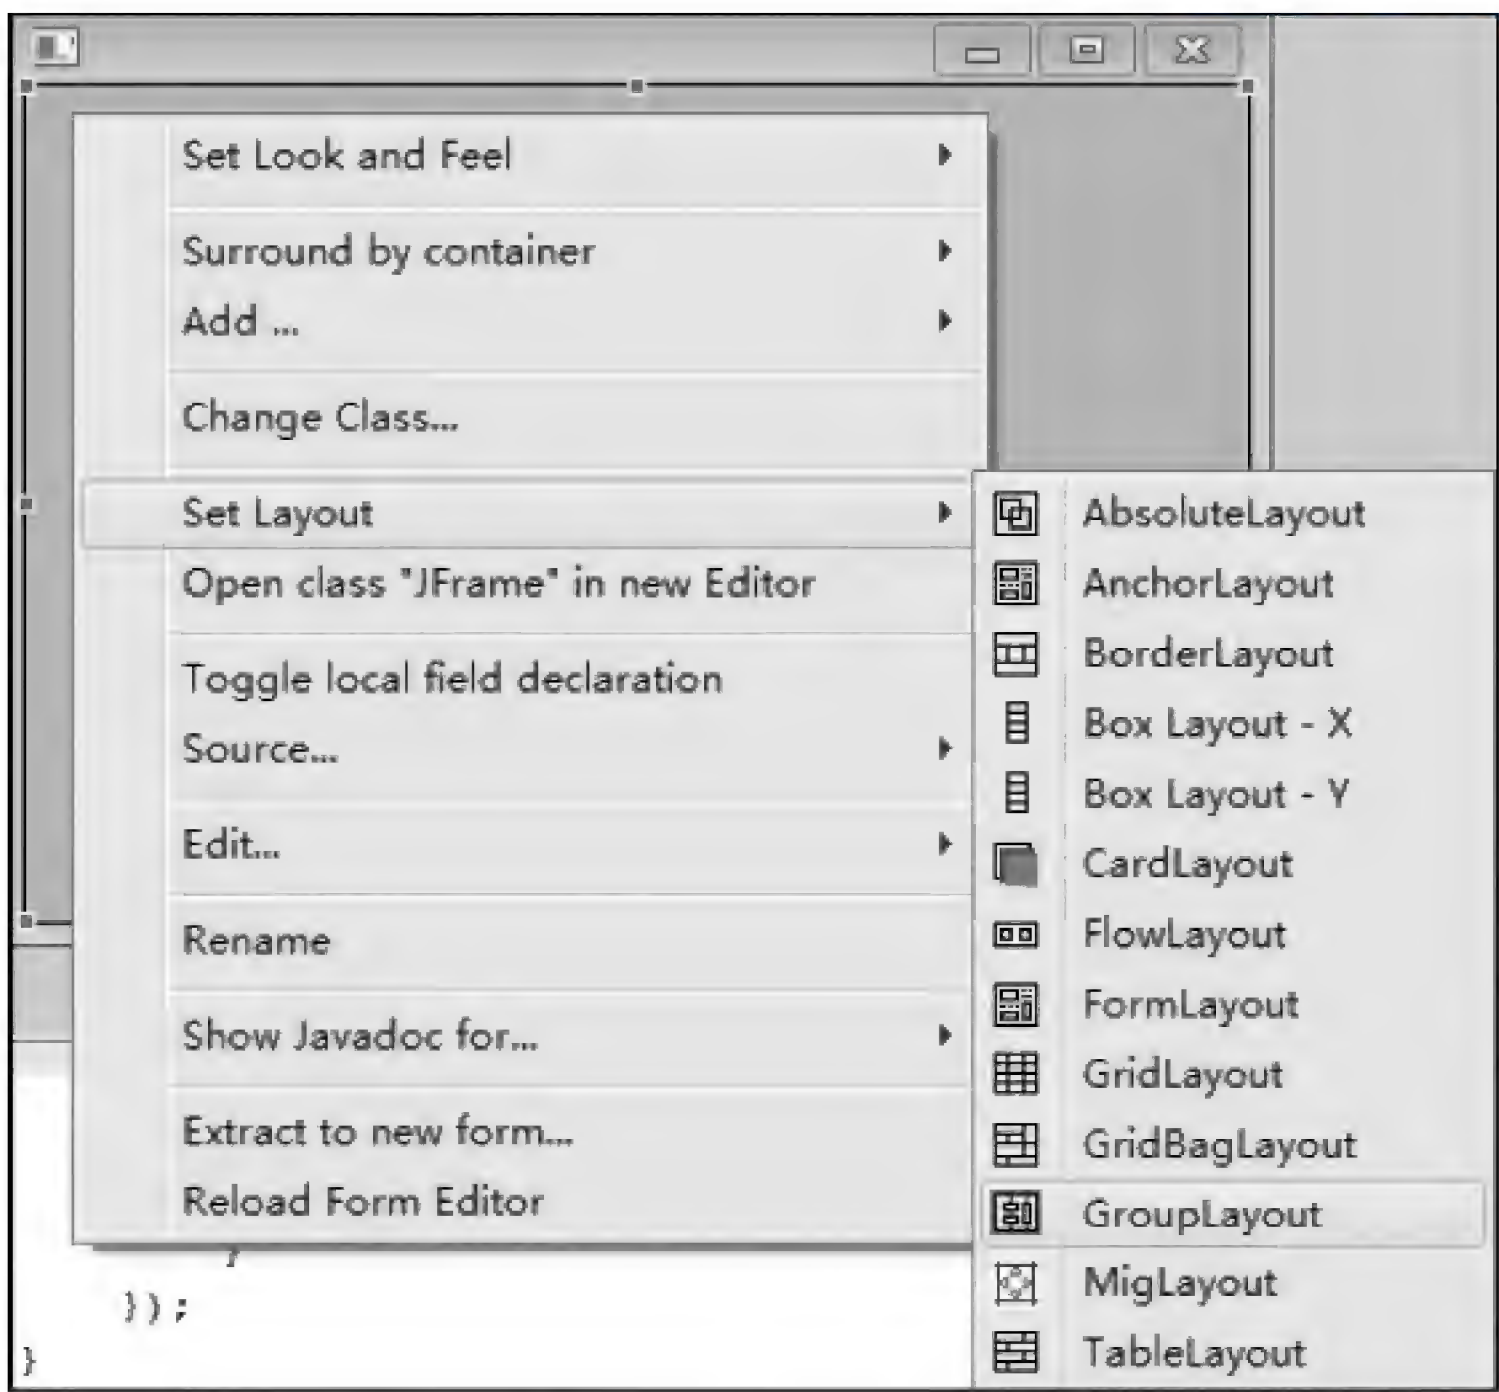 Set Look and Feel
Surround by container
Add ...
Change Class...
Set Layout
Open class "JFrame" in new Editor
Toggle local field declaration
Source...
Edit...
Rename
Show Javadoc for...
Extract to new form...
Reload Form Editor
AbsoluteLayout
AnchorLayout
BorderLayout
Box Layout - X
Box Layout - Y
CardLayout
FlowLayout
FormLayout
GridLayout
GridBagLayout
GroupLayout
MigLayout
TableLayout
});
}